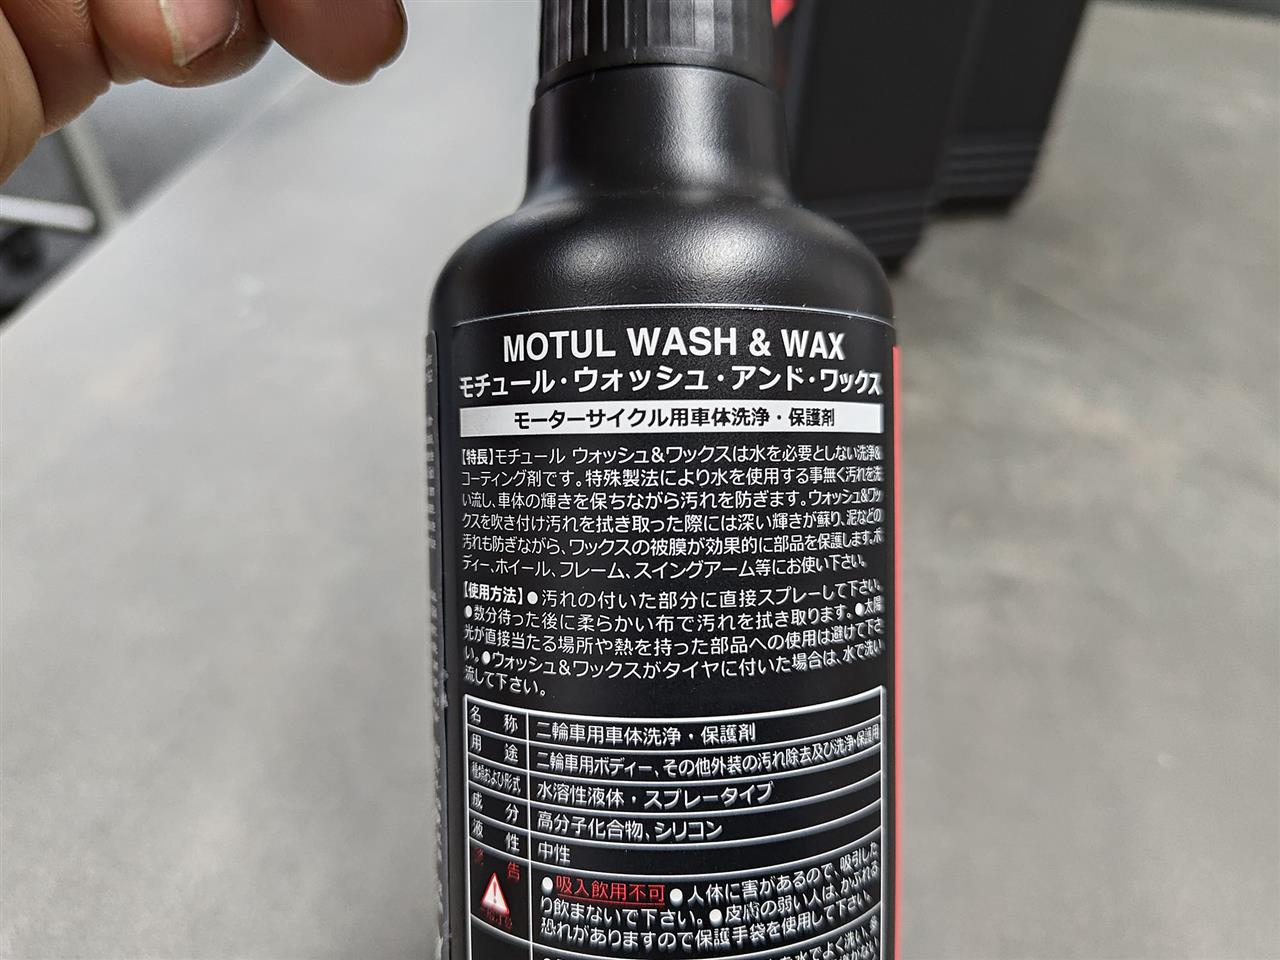 MOTUL WASH & WAX
モチュール・ウォッシュ・アンド・ワックス
モーターサイクル用車体洗浄・保護剤
【特長】モチュール ウォッシュ&ワックスは水を必要としない洗浄&
コーティング剤です。特殊製法により水を使用する事無く汚れを洗
い流し、車体の輝きを保ちながら汚れを防ぎます。ウォッシュ&ワッ
クスを吹き付け汚れを拭き取った際には深い輝きが蘇り、泥などの
汚れも防ぎながら、ワックスの被膜が効果的に部品を保護します。ボ
ディー、ホイール、フレーム、スイングアーム等にお使い下さい。
【使用方法】●汚れの付いた部分に直接スプレーして下さい。
●数分待った後に柔らかい布で汚れを拭き取ります。●太陽
光が直接当たる場所や熱を持った部品への使用は避けて下さ
い。●ウォッシュ&ワックスがタイヤに付いた場合は、水で洗い
流して下さい。
名称 二輪車用車体洗浄・保護剤
用途 二輪車用ボディー、その他外装の汚れ除去及び洗浄・保護用
種類および形式 水溶性液体・スプレータイプ
成分 高分子化合物、シリコン
液性 中性
警告 ●吸入飲用不可●人体に害があるので、吸引した
り飲まないで下さい。●皮膚の弱い人は、かぶれる
恐れがありますので保護手袋を使用して下さい。